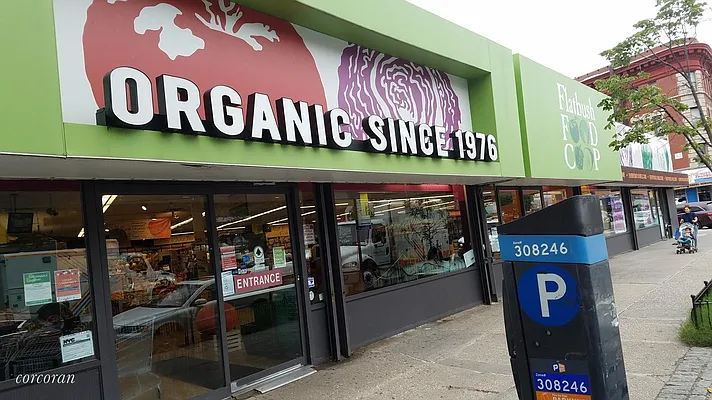 ORGANIC SINCE 1976
Flatbush
FOOD
COOP
ENTRANCE
308246
P
308246
corcoran